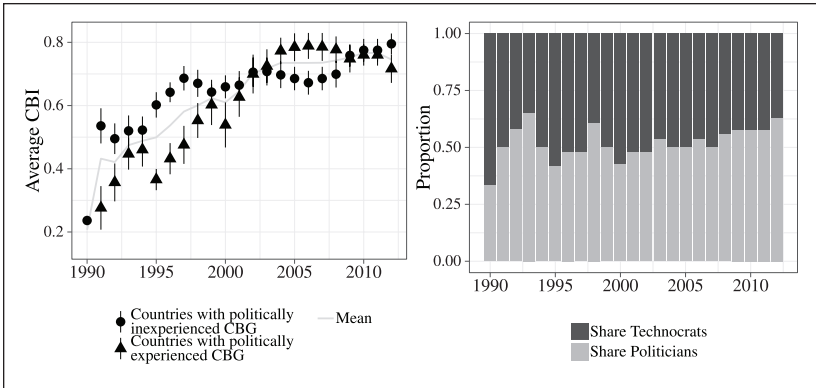 Average CBI
0.8
0.6
0.4
0.2
1990 1995 2000 2005 2010
Countries with politically
inexperienced CBG
Countries with politically
experienced CBG
Mean
Proportion
1.00
0.75
0.50
0.25
0.00
1990 1995 2000 2005 2010
Share Technocrats
Share Politicians